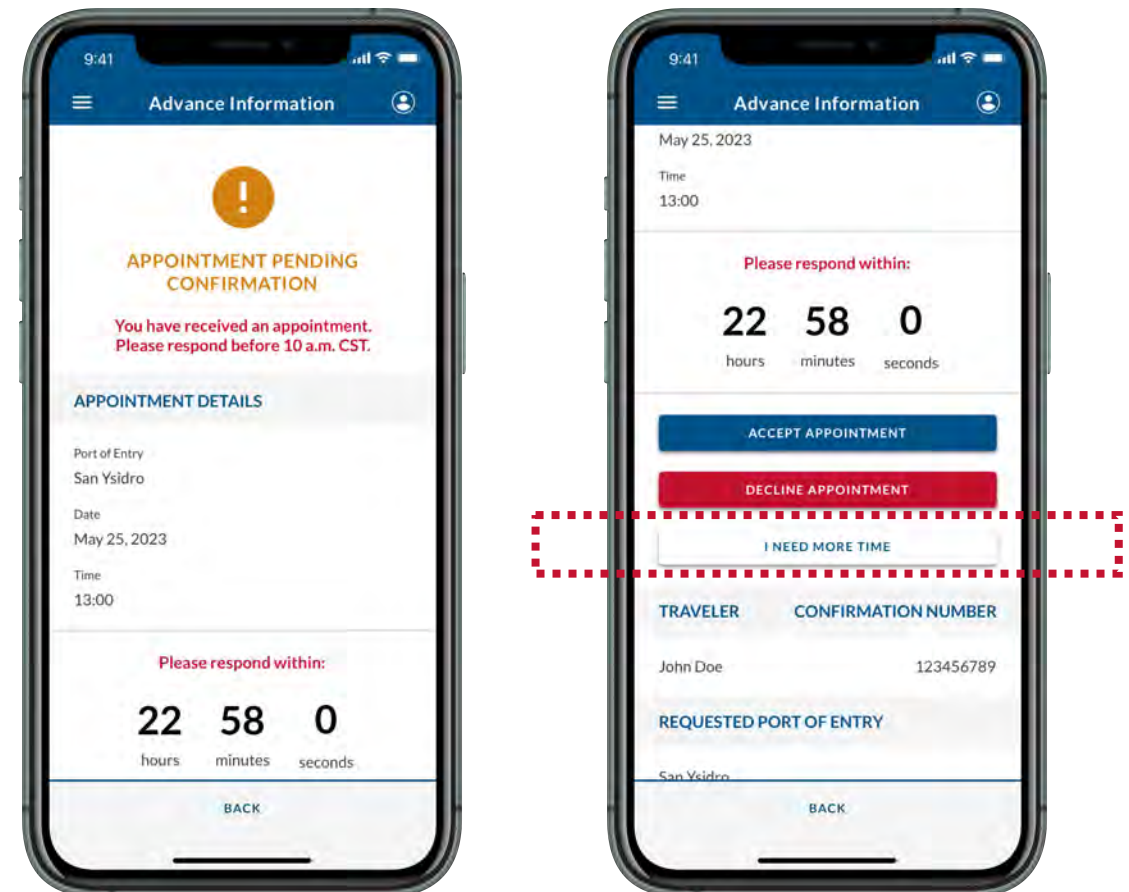 9:41
Advance Information
APPOINTMENT PENDING
CONFIRMATION
You have received an appointment.
Please respond before 10 a.m. CST.
APPOINTMENT DETAILS
Port of Entry
San Ysidro
Date
May 25, 2023
Time
13:00
Please respond within:
22 58 0
hours minutes seconds
BACK
9:41
Advance Information
May 25, 2023
Time
13:00
Please respond within:
22 58 0
hours minutes seconds
ACCEPT APPOINTMENT
DECLINE APPOINTMENT
I NEED MORE TIME
TRAVELER CONFIRMATION NUMBER
John Doe 123456789
REQUESTED PORT OF ENTRY
San Ysidro
BACK